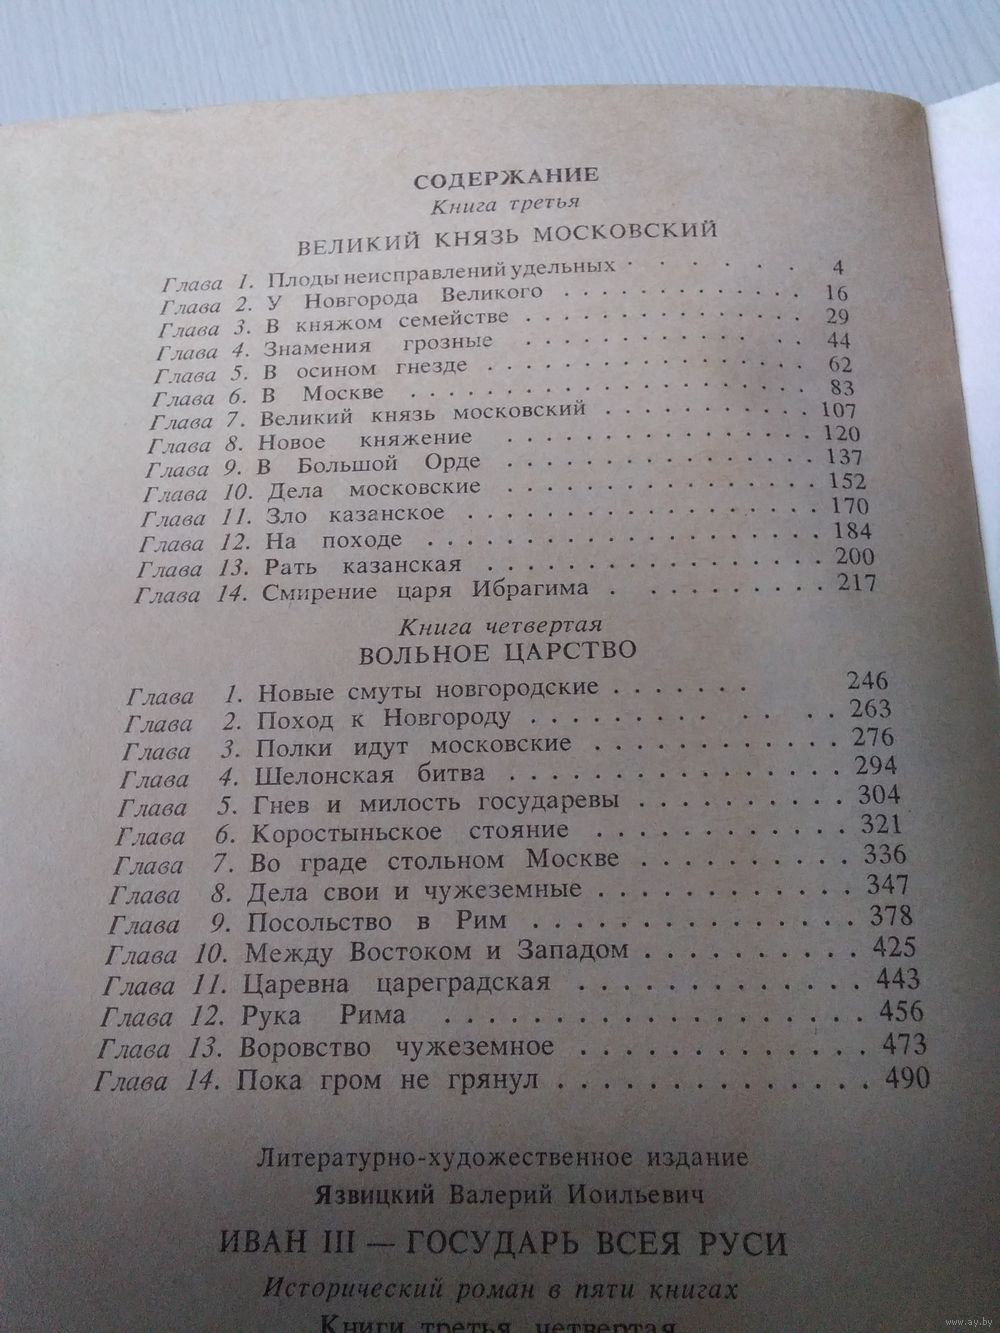 СОДЕРЖАНИЕ
Книга третья
ВЕЛИКИЙ КНЯЗЬ МОСКОВСКИЙ
Глава 1. Плоды неисправлений удельных . . . . . . 4
Глава 2. У Новгорода Великого . . . . . . . . . . . . . 16
Глава 3. В княжом семействе . . . . . . . . . . . . . . . 29
Глава 4. Знамения грозные . . . . . . . . . . . . . . 44
Глава 5. В осином гнезде . . . . . . . . . . . . . . . . . 62
Глава 6. В Москве . . . . . . . . . . . . . . . . . . . . . 83
Глава 7. Великий князь московский . . . . . . . . . . . 107
Глава 8. Новое княжение . . . . . . . . . . . . . . . . 120
Глава 9. В Большой Орде . . . . . . . . . . . . . . . . 137
Глава 10. Дела московские . . . . . . . . . . . . . . . . 152
Глава 11. Зло казанское . . . . . . . . . . . . . . . . . . 170
Глава 12. На походе . . . . . . . . . . . . . . . . . . . . 184
Глава 13. Рать казанская . . . . . . . . . . . . . . . . . 200
Глава 14. Смирение царя Ибрагима . . . . . . . . . . 217
Книга четвертая
ВОЛЬНОЕ ЦАРСТВО
Глава 1. Новые смуты новгородские . . . . . . . 246
Глава 2. Поход к Новгороду . . . . . . . . . . . . . 263
Глава 3. Полки идут московские . . . . . . . . . . . . 276
Глава 4. Шелонская битва . . . . . . . . . . . . . . . . 294
Глава 5. Гнев и милость государевы . . . . . . . . . . 304
Глава 6. Коростыньское стояние . . . . . . . . . . . . 321
Глава 7. Во граде стольном Москве . . . . . . . . . . 336
Глава 8. Дела свои и чужеземные . . . . . . . . . . . . 347
Глава 9. Посольство в Рим . . . . . . . . . . . . . . . 378
Глава 10. Между Востоком и Западом . . . . . . . . . . 425
Глава 11. Царевна цареградская . . . . . . . . . . . . . 443
Глава 12. Рука Рима . . . . . . . . . . . . . . . . . . . 456
Глава 13. Воровство чужеземное . . . . . . . . . . . . . 473
Глава 14. Пока гром не грянул . . . . . . . . . . . . . . 490
Литературно-художественное издание
Язвицкий Валерий Иоильевич
ИВАН III — ГОСУДАРЬ ВСЕЯ РУСИ
Исторический роман в пяти книгах
Книги третья, четвертая
www.ay.by